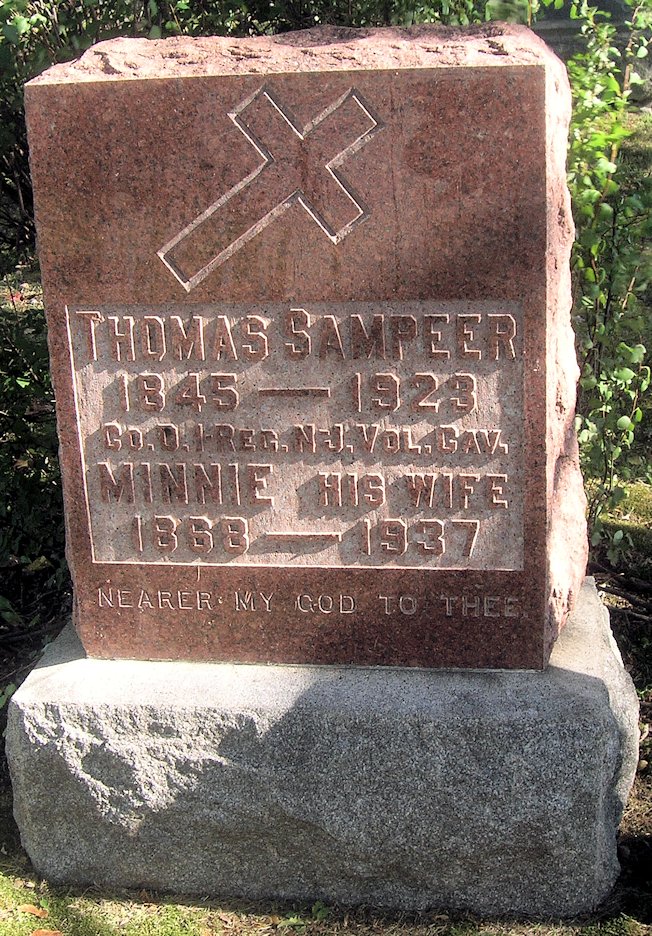 THOMAS SAMPEER
1845 — 1923
CO. D. 1-REG. N-J. VOL. CAV.
MINNIE HIS WIFE
1868 — 1937
NEARER MY GOD TO THEE.